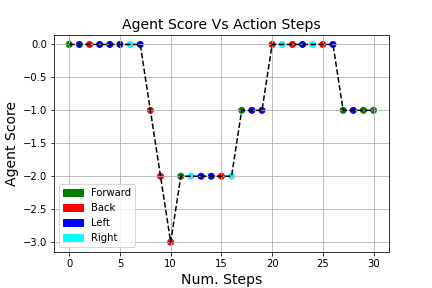 Agent Score Vs Action Steps
0.0
−0.5
−1.0
−1.5
−2.0
−2.5
−3.0
Agent Score
Forward
Back
Left
Right
0 5 10 15 20 25 30
Num. Steps